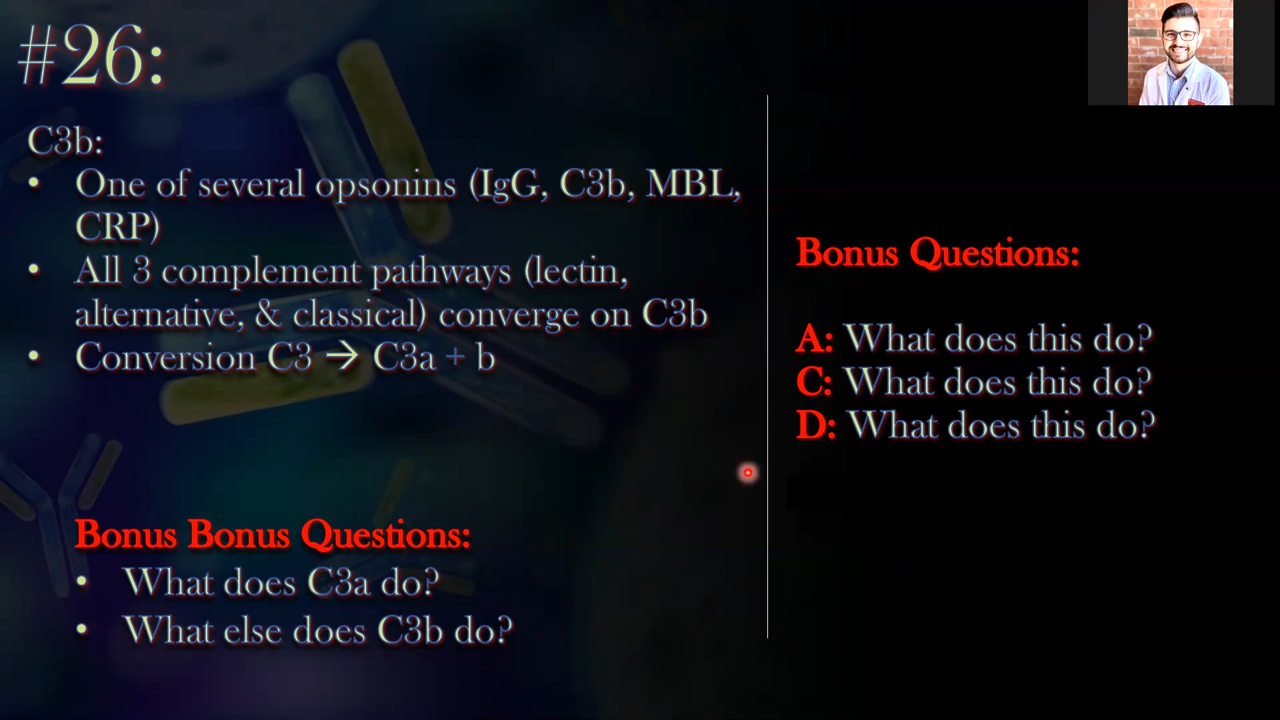 #26:
C3b:
• One of several opsonins (IgG, C3b, MBL,
CRP)
• All 3 complement pathways (lectin,
alternative, & classical) converge on C3b
• Conversion C3 → C3a + b
Bonus Bonus Questions:
• What does C3a do?
• What else does C3b do?
Bonus Questions:
A: What does this do?
C: What does this do?
D: What does this do?